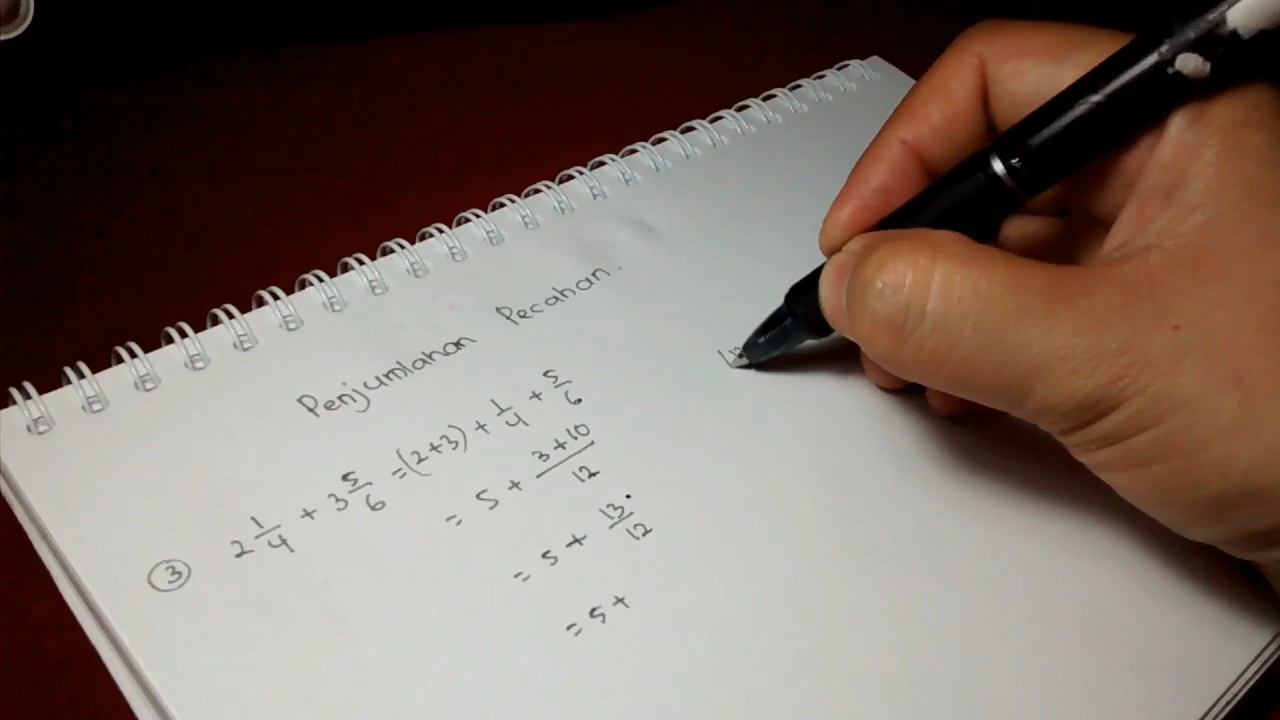 Penjumlahan Pecahan.
③ 2 1/4 + 3 5/6 = (2+3) + 1/4 + 5/6
= 5 + (3+10)/12
= 5 + 13/12
= 5 +